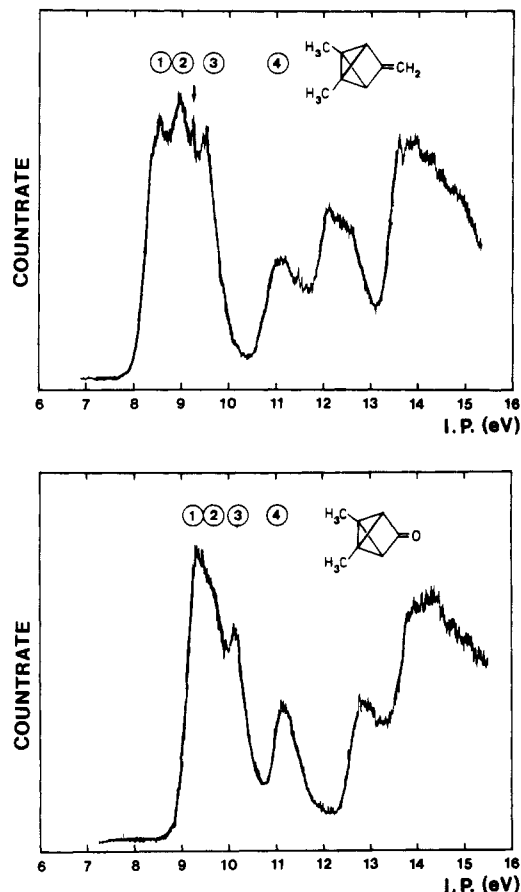 ① ② ③ ④
H₃C
=CH₂
H₃C
COUNTRATE
6 7 8 9 10 11 12 13 14 15 16
I.P. (eV)
① ② ③ ④
H₃C
=O
H₃C
COUNTRATE
6 7 8 9 10 11 12 13 14 15 16
I.P. (eV)